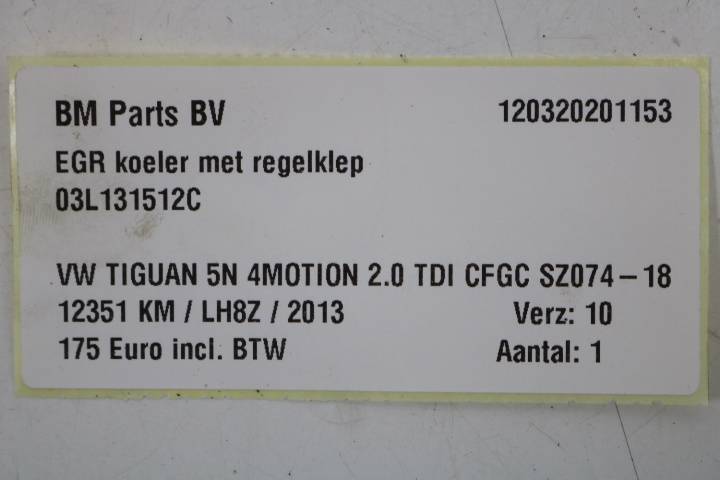 BM Parts BV 120320201153
EGR koeler met regelklep
03L131512C
VW TIGUAN 5N 4MOTION 2.0 TDI CFGC SZ074-18
12351 KM / LH8Z / 2013 Verz: 10
175 Euro incl. BTW Aantal: 1